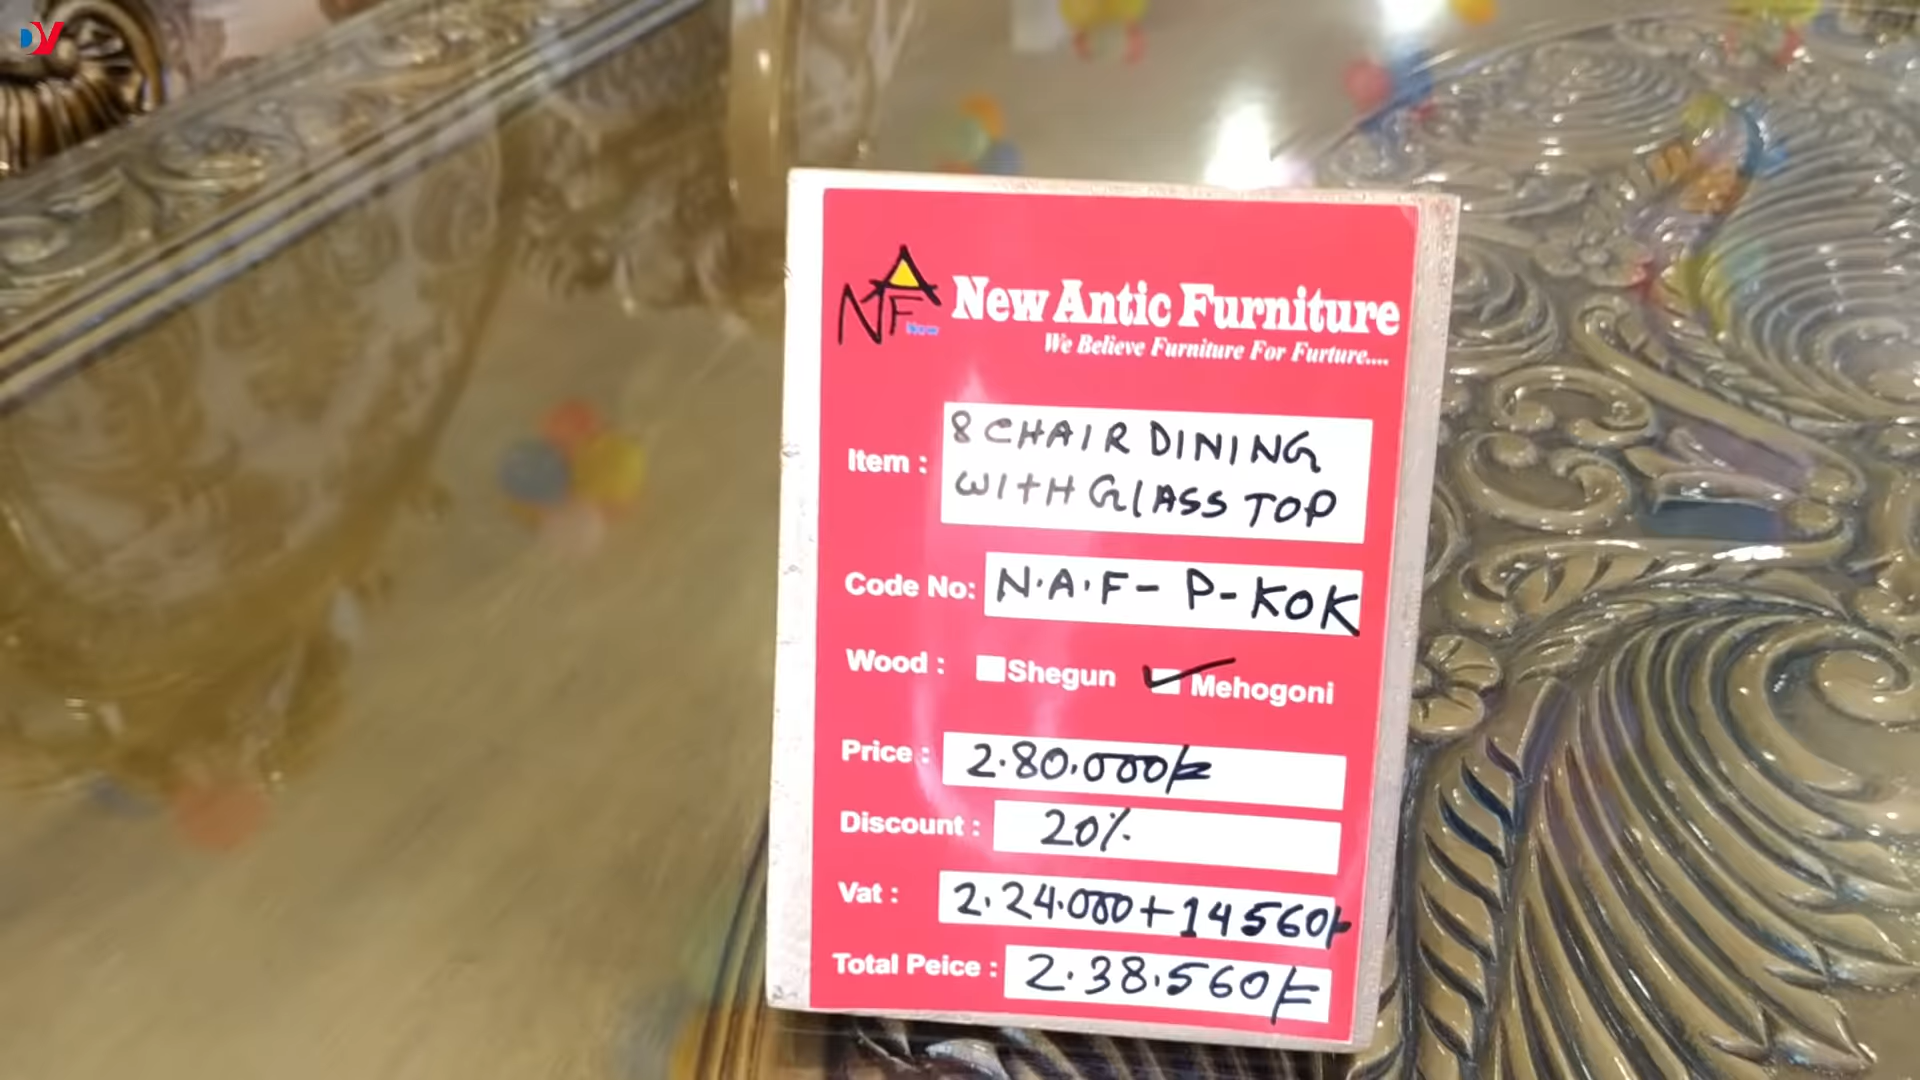 DV
NAF New
New Antic Furniture
We Believe Furniture For Furture....
Item : 8 CHAIR DINING
WITH GLASS TOP
Code No: N.A.F- P-KOK
Wood : Shegun Mehogoni
Price : 2.80.000/=
Discount : 20%
Vat : 2.24.000+14560/-
Total Peice : 2.38.560/=